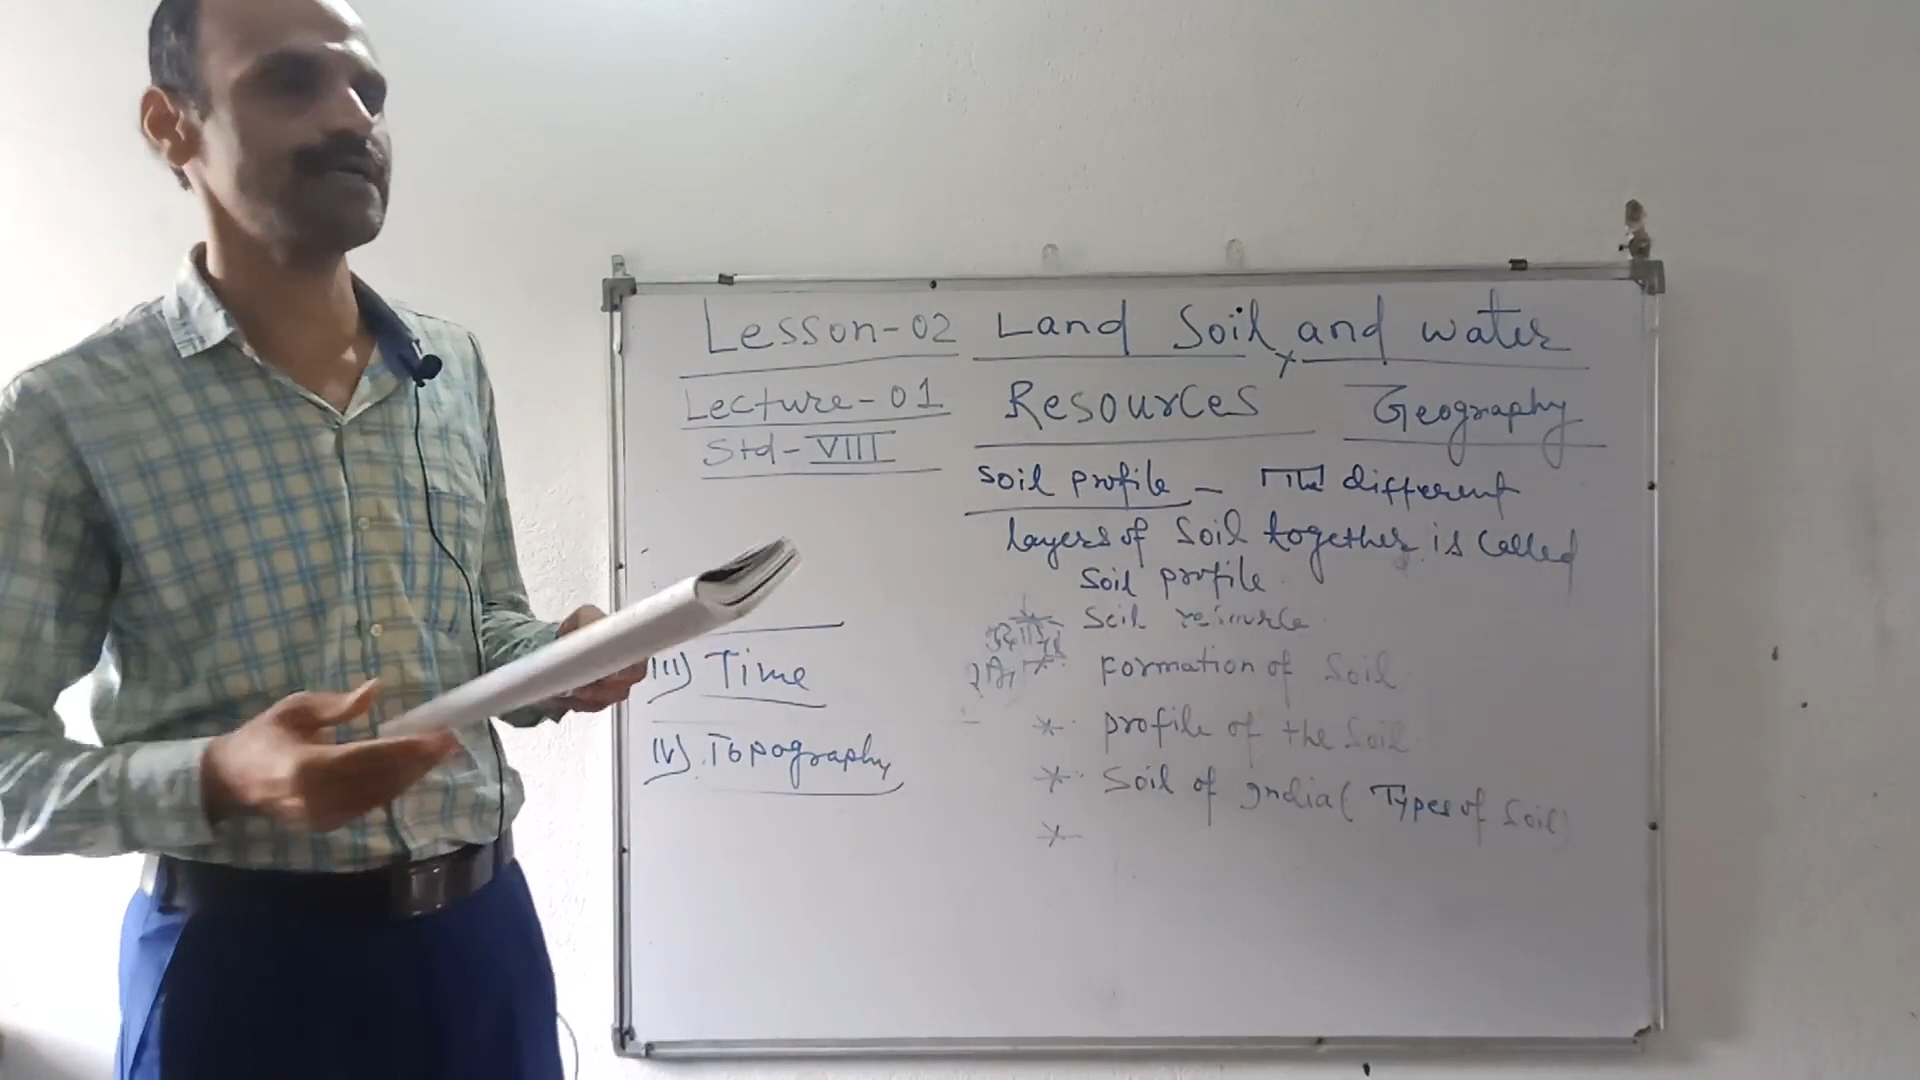 Lesson-02 Land Soil, and water
Lecture-01 Resources Geography
Std-VIII
soil profile - The different
layers of soil together is called
soil profile
* Soil resource
* Formation of Soil
* profile of the Soil
* Soil of India (Types of Soil)
*
III) Time
IV) Topography